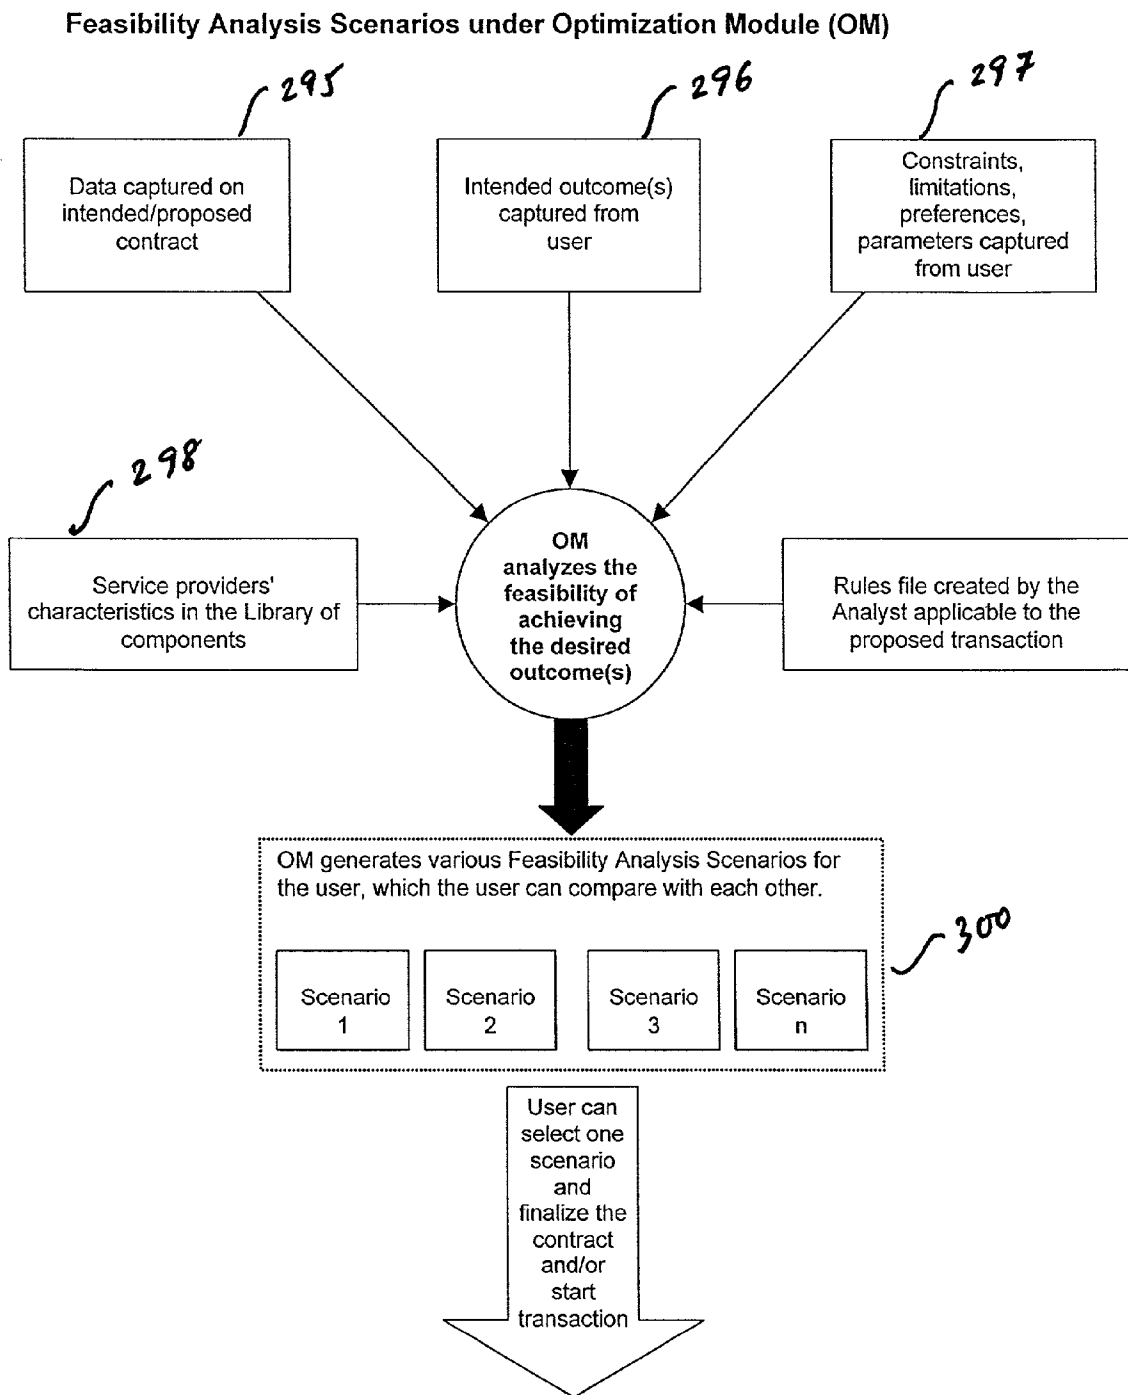 Feasibility Analysis Scenarios under Optimization Module (OM)
295
296
297
Data captured on
intended/proposed
contract
Intended outcome(s)
captured from
user
Constraints,
limitations,
preferences,
parameters captured
from user
298
Service providers'
characteristics in the Library of
components
OM
analyzes the
feasibility of
achieving
the desired
outcome(s)
Rules file created by the
Analyst applicable to the
proposed transaction
OM generates various Feasibility Analysis Scenarios for
the user, which the user can compare with each other.
300
Scenario
1
Scenario
2
Scenario
3
Scenario
n
User can
select one
scenario
and
finalize the
contract
and/or
start
transaction